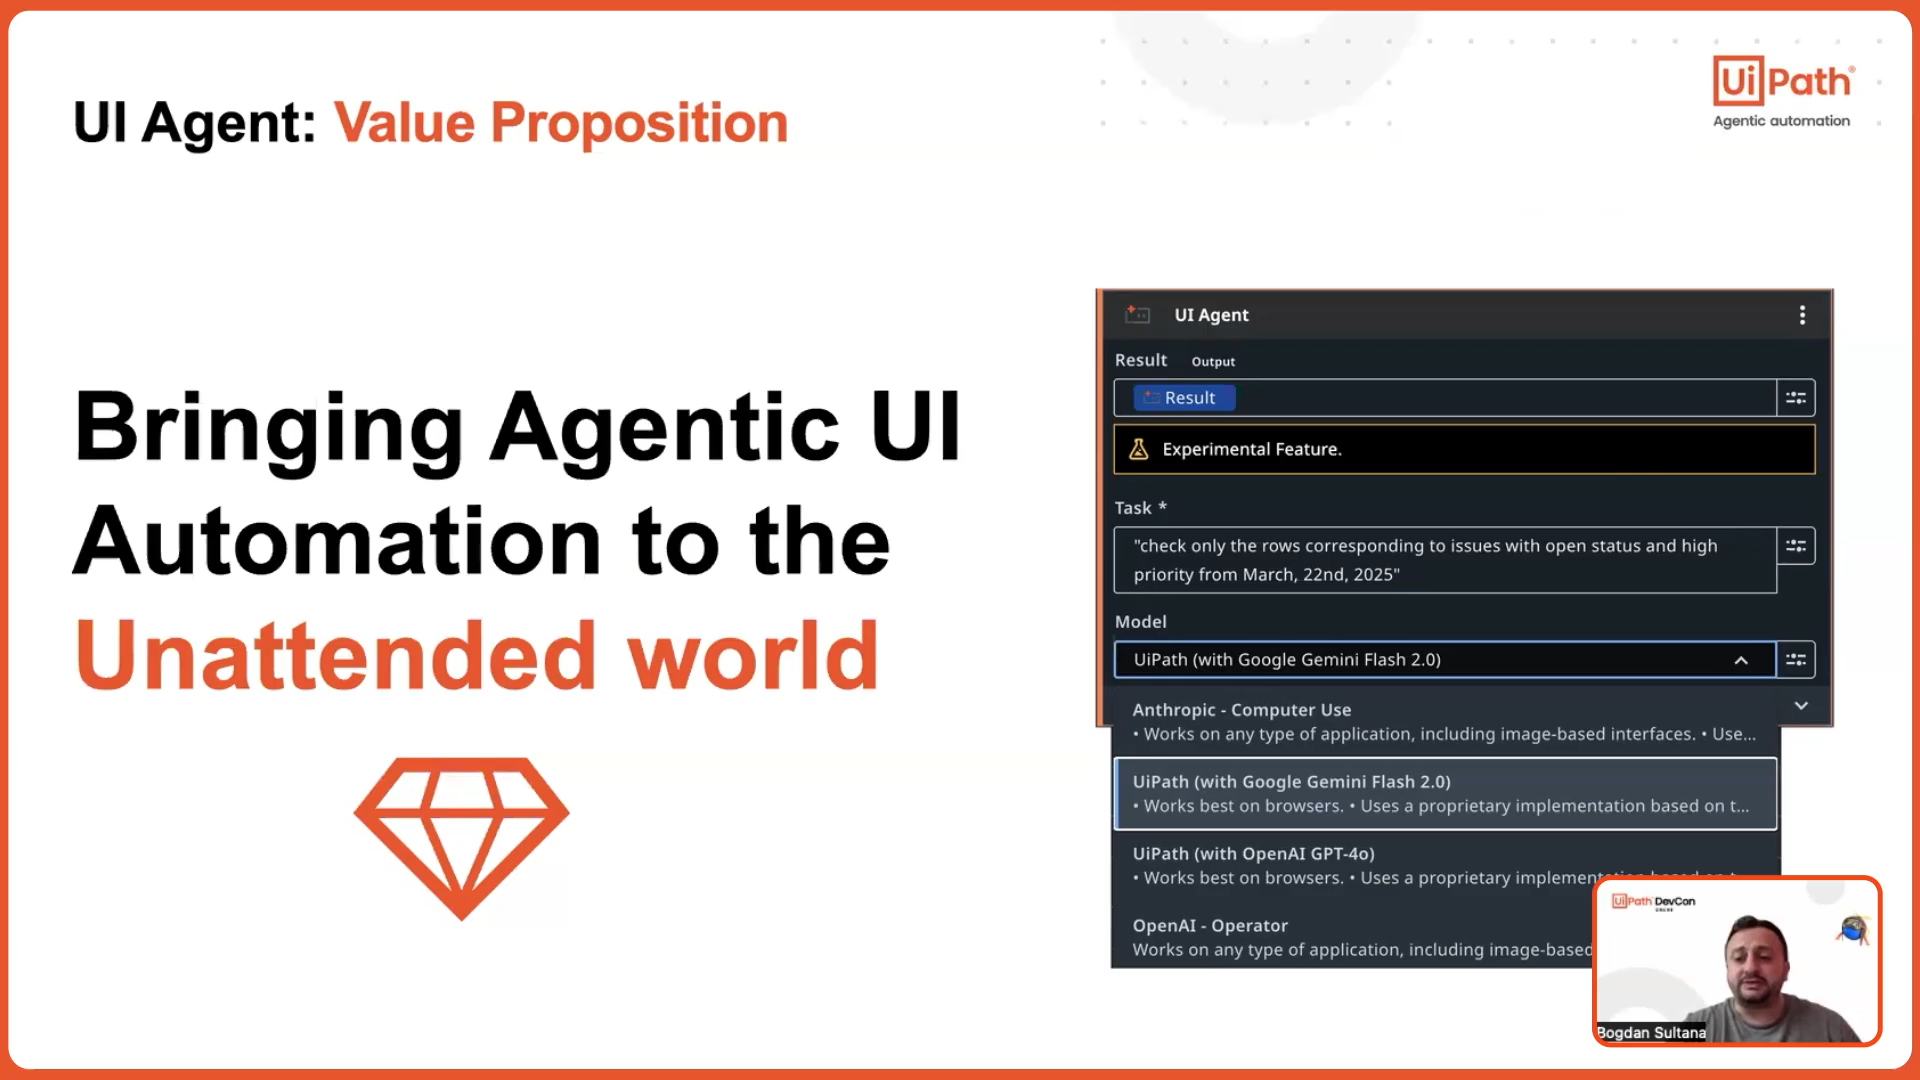 UI Agent: Value Proposition
UiPath®
Agentic automation
Bringing Agentic UI
Automation to the
Unattended world
UI Agent
Result Output
Result
Experimental Feature.
Task *
"check only the rows corresponding to issues with open status and high
priority from March, 22nd, 2025"
Model
UiPath (with Google Gemini Flash 2.0)
Anthropic - Computer Use
• Works on any type of application, including image-based interfaces. • Use...
UiPath (with Google Gemini Flash 2.0)
• Works best on browsers. • Uses a proprietary implementation based on t...
UiPath (with OpenAI GPT-4o)
• Works best on browsers. • Uses a proprietary implementation based on t...
OpenAI - Operator
Works on any type of application, including image-based
UiPath DevCon
Bogdan Sultana